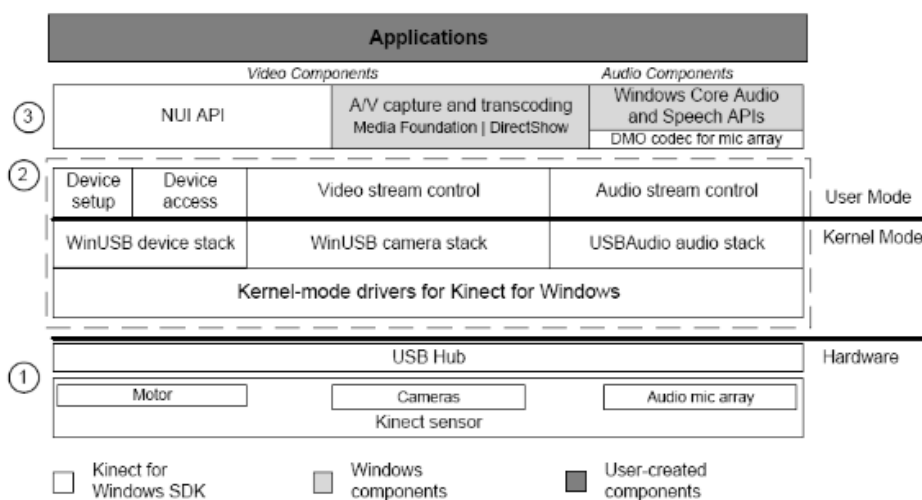 Applications
Video Components
Audio Components
3
NUI API
A/V capture and transcoding
Media Foundation | DirectShow
Windows Core Audio
and Speech APIs
DMO codec for mic array
2
Device
setup
Device
access
Video stream control
Audio stream control
User Mode
WinUSB device stack
WinUSB camera stack
USBAudio audio stack
Kernel Mode
Kernel-mode drivers for Kinect for Windows
USB Hub
Hardware
1
Motor
Cameras
Audio mic array
Kinect sensor
Kinect for
Windows SDK
Windows
components
User-created
components